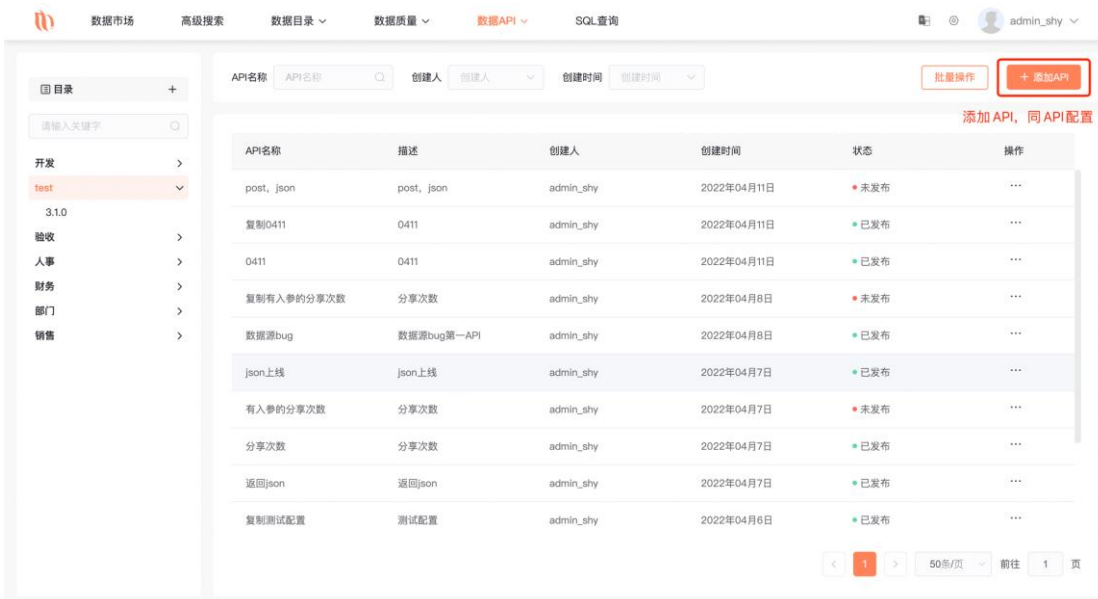 数据市场 高级搜索 数据目录 数据质量 数据API SQL查询 admin_shy
目录 +
请输入关键字
开发
test
3.1.0
验收
人事
财务
部门
销售
API名称 API名称 创建人 创建人 创建时间 创建时间 批量操作 + 添加API
添加API，同API配置
API名称 描述 创建人 创建时间 状态 操作
post，json post，json admin_shy 2022年04月11日 未发布 ...
复制0411 0411 admin_shy 2022年04月11日 已发布 ...
0411 0411 admin_shy 2022年04月11日 已发布 ...
复制有入参的分享次数 分享次数 admin_shy 2022年04月8日 未发布 ...
数据源bug 数据源bug第一API admin_shy 2022年04月8日 已发布 ...
json上线 json上线 admin_shy 2022年04月7日 已发布 ...
有入参的分享次数 分享次数 admin_shy 2022年04月7日 未发布 ...
分享次数 分享次数 admin_shy 2022年04月7日 已发布 ...
返回json 返回json admin_shy 2022年04月7日 已发布 ...
复制测试配置 测试配置 admin_shy 2022年04月6日 已发布 ...
< 1 > 50条/页 前往 1 页